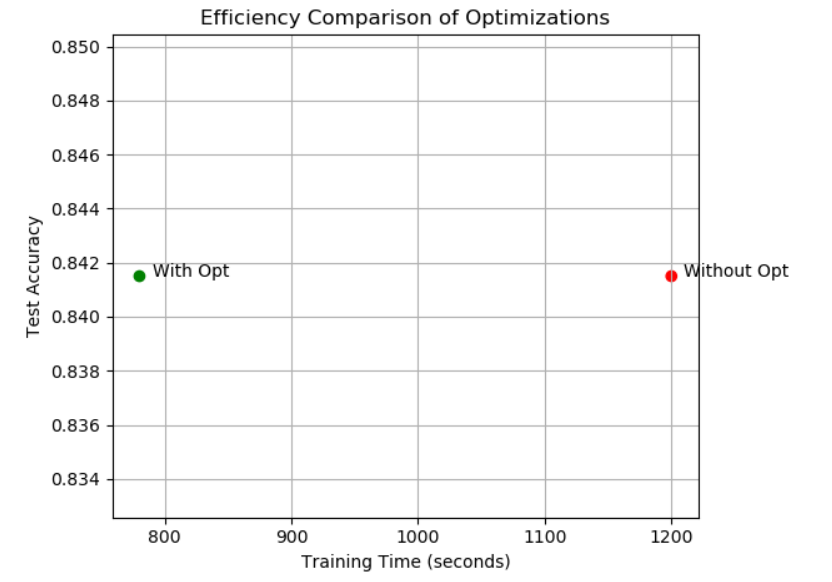 Efficiency Comparison of Optimizations
0.850
0.848
0.846
0.844
0.842
0.840
0.838
0.836
0.834
Test Accuracy
With Opt
Without Opt
800 900 1000 1100 1200
Training Time (seconds)